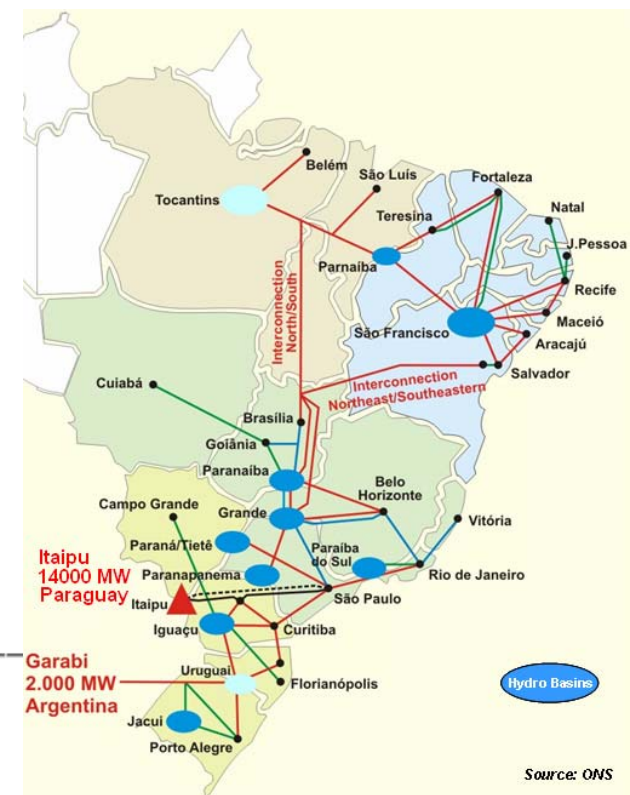 Belém
São Luís
Fortaleza
Tocantins
Teresina
Natal
J.Pessoa
Parnaíba
Recife
Interconnection
North/South
São Francisco
Maceió
Aracajú
Salvador
Interconnection
Northeast/Southeastern
Cuiabá
Brasília
Goiânia
Paranaíba
Belo
Horizonte
Campo Grande
Grande
Vitória
Paraná/Tietê
Paraíba
do Sul
Itaipu
14000 MW
Paraguay
Paranapanema
Rio de Janeiro
Itaipu
São Paulo
Iguaçu
Curitiba
Garabi
2.000 MW
Argentina
Uruguai
Florianópolis
Hydro Basins
Jacui
Porto Alegre
Source: ONS